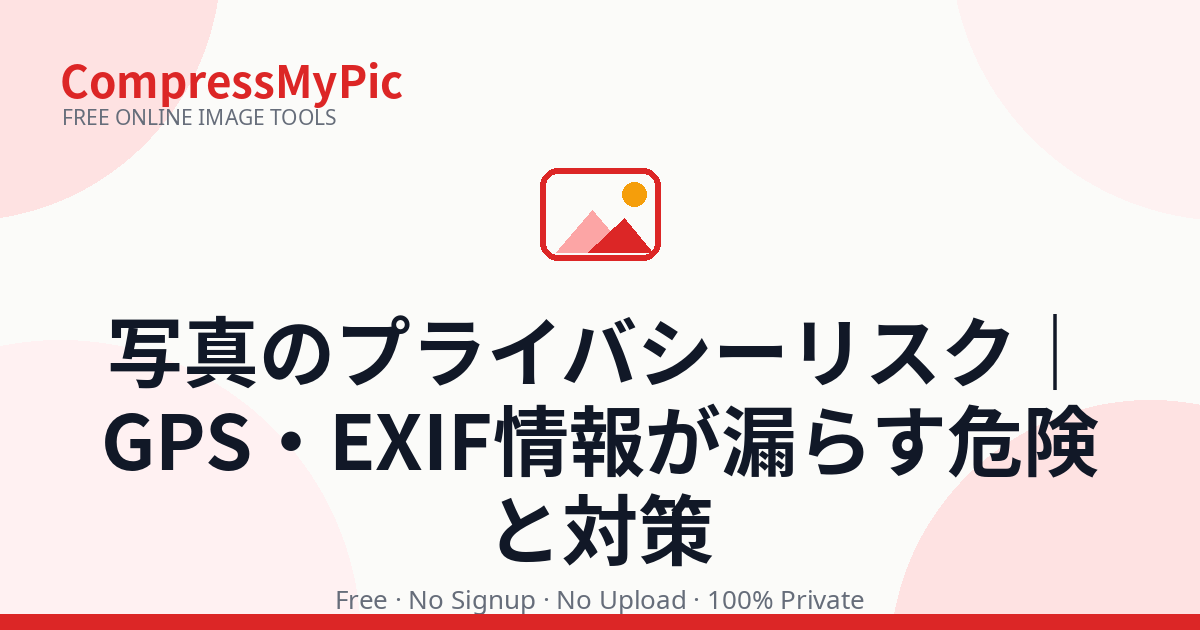 CompressMyPic
FREE ONLINE IMAGE TOOLS
写真のプライバシーリスク｜
GPS・EXIF情報が漏らす危険
と対策
Free · No Signup · No Upload · 100% Private